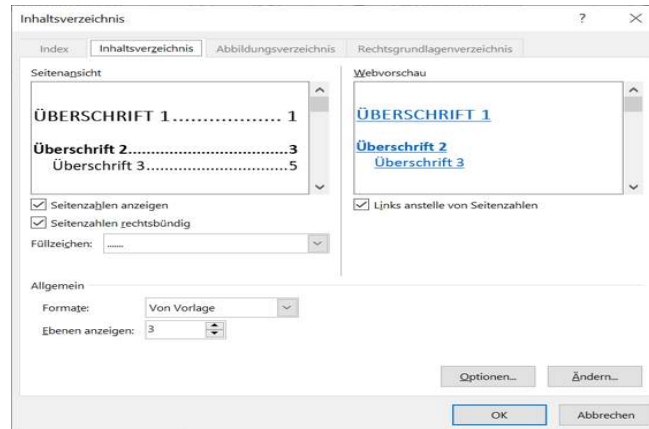 Inhaltsverzeichnis ? ×
Index Inhaltsverzeichnis Abbildungsverzeichnis Rechtsgrundlagenverzeichnis
Seitenansicht Webvorschau
ÜBERSCHRIFT 1................. 1 ÜBERSCHRIFT 1
Überschrift 2...............................3 Überschrift 2
Überschrift 3...........................5 Überschrift 3
Seitenzahlen anzeigen Links anstelle von Seitenzahlen
Seitenzahlen rechtsbündig
Füllzeichen: .......
Allgemein
Formate: Von Vorlage
Ebenen anzeigen: 3
Optionen... Ändern...
OK Abbrechen